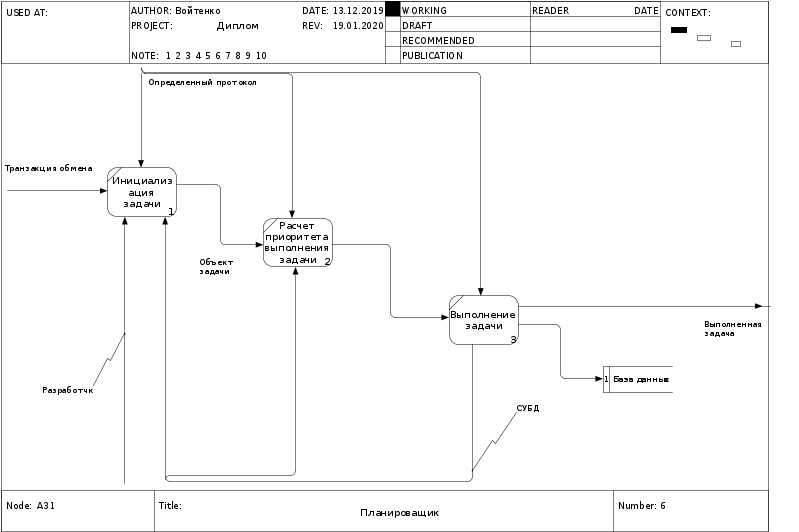 USED AT:
AUTHOR: Войтенко
DATE: 13.12.2019
WORKING
READER
DATE
CONTEXT:
PROJECT: Диплом
REV: 19.01.2020
DRAFT
RECOMMENDED
NOTE: 1 2 3 4 5 6 7 8 9 10
PUBLICATION
Определенный протокол
Транзакция обмена
Инициализ
ация
задачи
1
Расчет
приоритета
выполнения
задачи
2
Объект
задачи
Выполнение
задачи
3
Выполненная
задача
1 База данных
Разработчк
СУБД
Node: A31
Title:
Планироващик
Number: 6